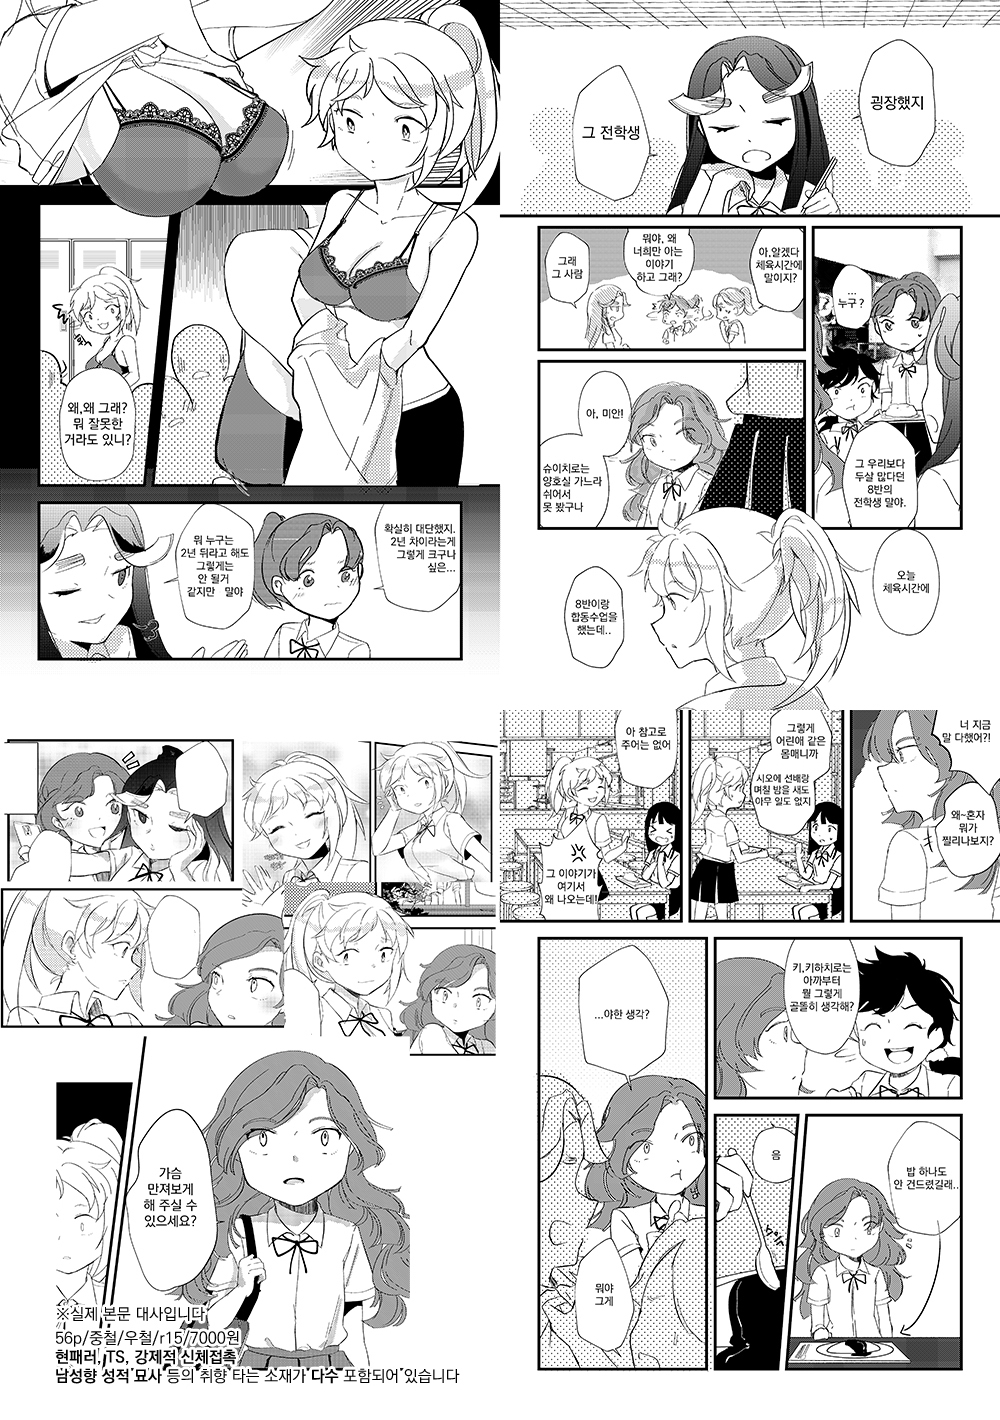 굉장했지
그 전학생
...
누구?
그 우리보다
두살 많다던
8반의
전학생 말야.
아,알겠다
체육시간에
말이지?
뭐야, 왜
너희만 아는
이야기
하고 그래?
그래
그 사람
아, 미안!
슈이치로는
양호실 가느라
쉬어서
못 봤구나
오늘
체육시간에
8반이랑
합동수업을
했는데..
왜,왜 그래?
뭐 잘못한
거라도 있니?
확실히 대단했지.
2년 차이라는게
그렇게 크구나
싶은...
뭐 누구는
2년 뒤라고 해도
그렇게는
안 될거
같지만 말야
너 지금
말 다했어?!
왜~혼자
뭐가
찔리나보지?
그렇게
어린애 같은
몸매니까
시오에 선배랑
며칠 밤을 새도
아무 일도 없지
아 참고로
주어는 없어
그 이야기가
여기서
왜 나오는데!
키,키하치로는
아까부터
뭘 그렇게
골똘히 생각해?
...야한 생각?
뭐야
그게
밥 하나도
안 건드렸길래..
음
가슴
만져보게
해 주실 수
있으세요?
※실제 본문 대사입니다
56p/중철/우철/r15/7000원
현패러, TS, 강제적 신체접촉
남성향 성적 묘사 등의 취향 타는 소재가 다수 포함되어 있습니다